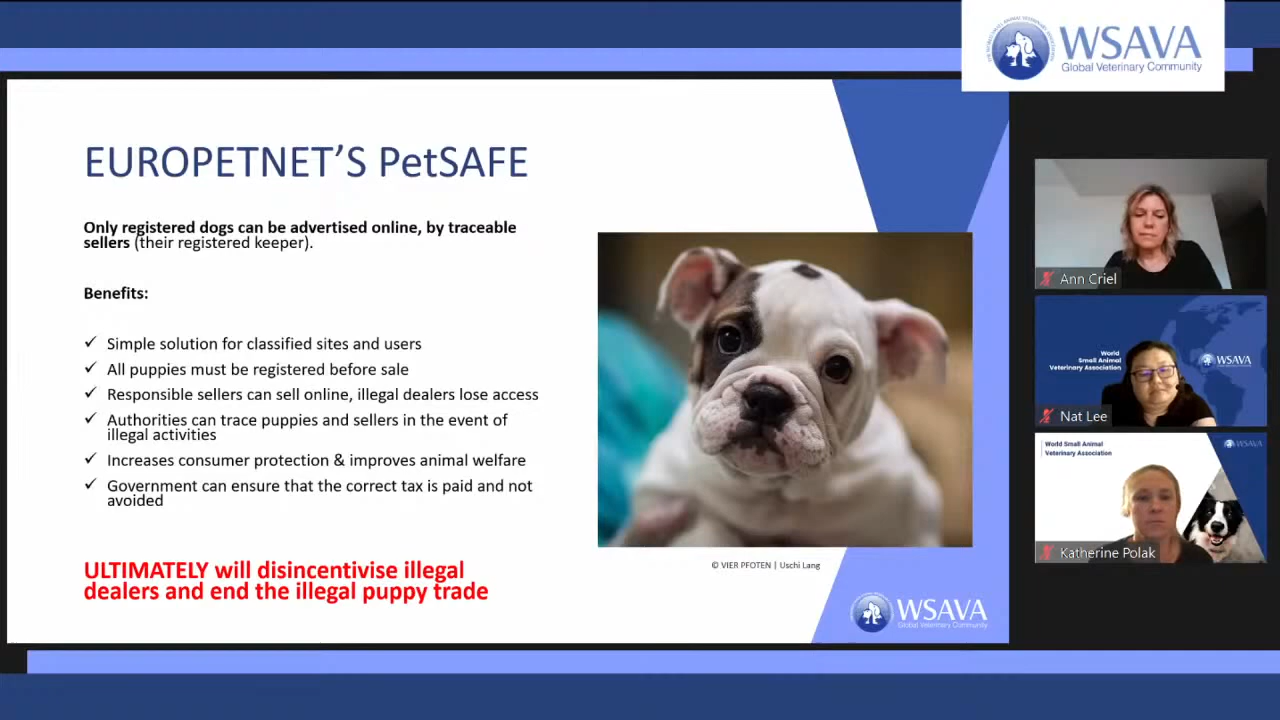 WSAVA
Global Veterinary Community
EUROPETNET'S PetSAFE
Only registered dogs can be advertised online, by traceable
sellers (their registered keeper).
Benefits:
✓ Simple solution for classified sites and users
✓ All puppies must be registered before sale
✓ Responsible sellers can sell online, illegal dealers lose access
✓ Authorities can trace puppies and sellers in the event of
illegal activities
✓ Increases consumer protection & improves animal welfare
✓ Government can ensure that the correct tax is paid and not
avoided
ULTIMATELY will disincentivise illegal
dealers and end the illegal puppy trade
© VIER PFOTEN | Uschi Lang
WSAVA
Global Veterinary Community
Ann Criel
World
Small Animal
Veterinary Association
WSAVA
Nat Lee
World Small Animal
Veterinary Association
WSAVA
Katherine Polak